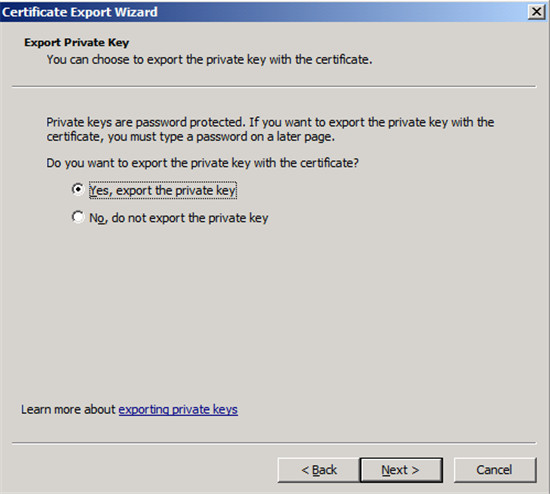 Certificate Export Wizard
Export Private Key
You can choose to export the private key with the certificate.
Private keys are password protected. If you want to export the private key with the
certificate, you must type a password on a later page.
Do you want to export the private key with the certificate?
Yes, export the private key
No, do not export the private key
Learn more about exporting private keys
< Back
Next >
Cancel